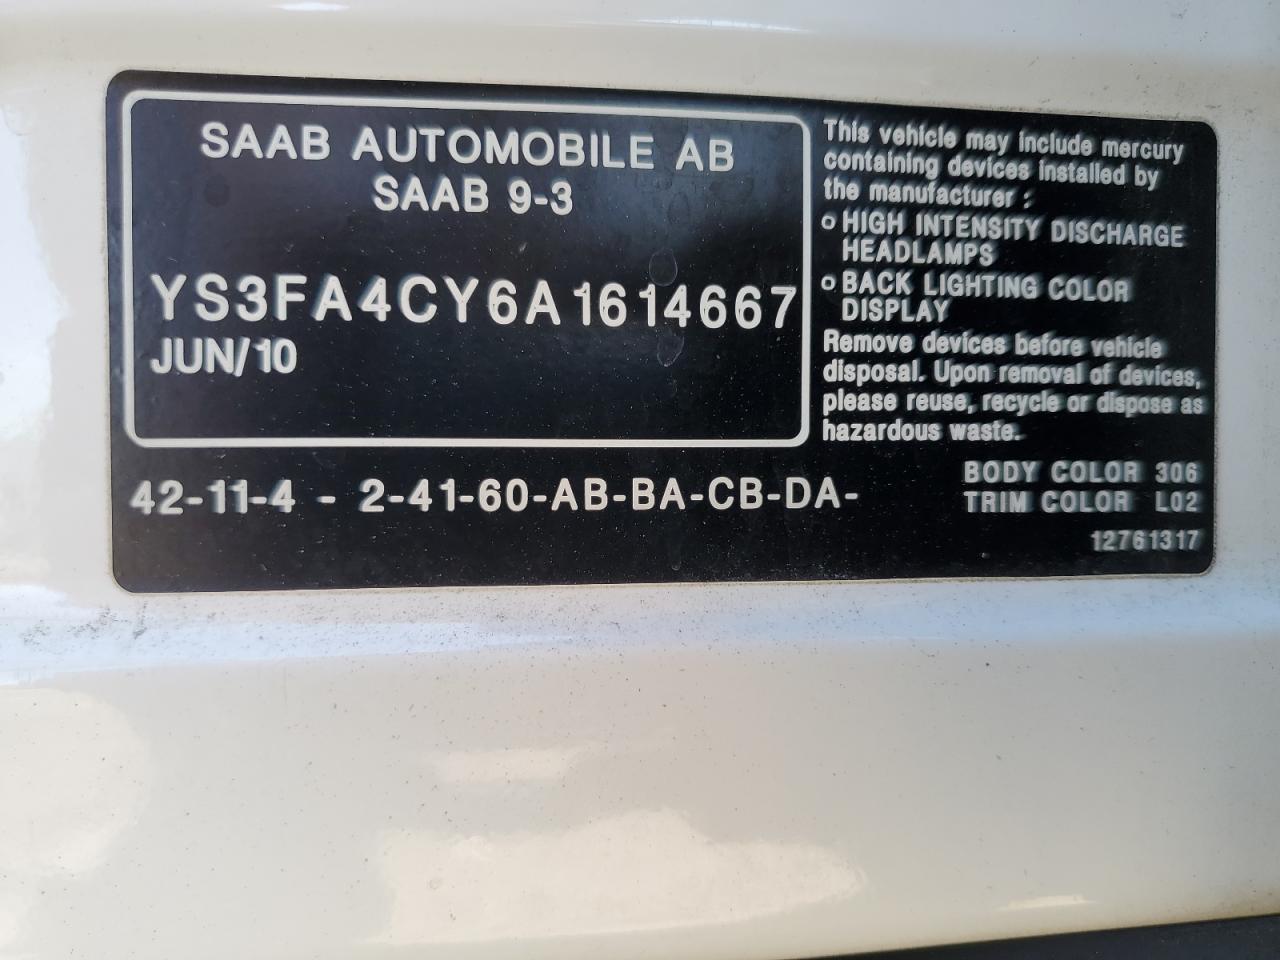 SAAB AUTOMOBILE AB
SAAB 9-3
YS3FA4CY6A1614667
JUN/10
42-11-4 - 2-41-60-AB-BA-CB-DA-
This vehicle may include mercury
containing devices installed by
the manufacturer :
o HIGH INTENSITY DISCHARGE
HEADLAMPS
o BACK LIGHTING COLOR
DISPLAY
Remove devices before vehicle
disposal. Upon removal of devices,
please reuse, recycle or dispose as
hazardous waste.
BODY COLOR 306
TRIM COLOR L02
12761317